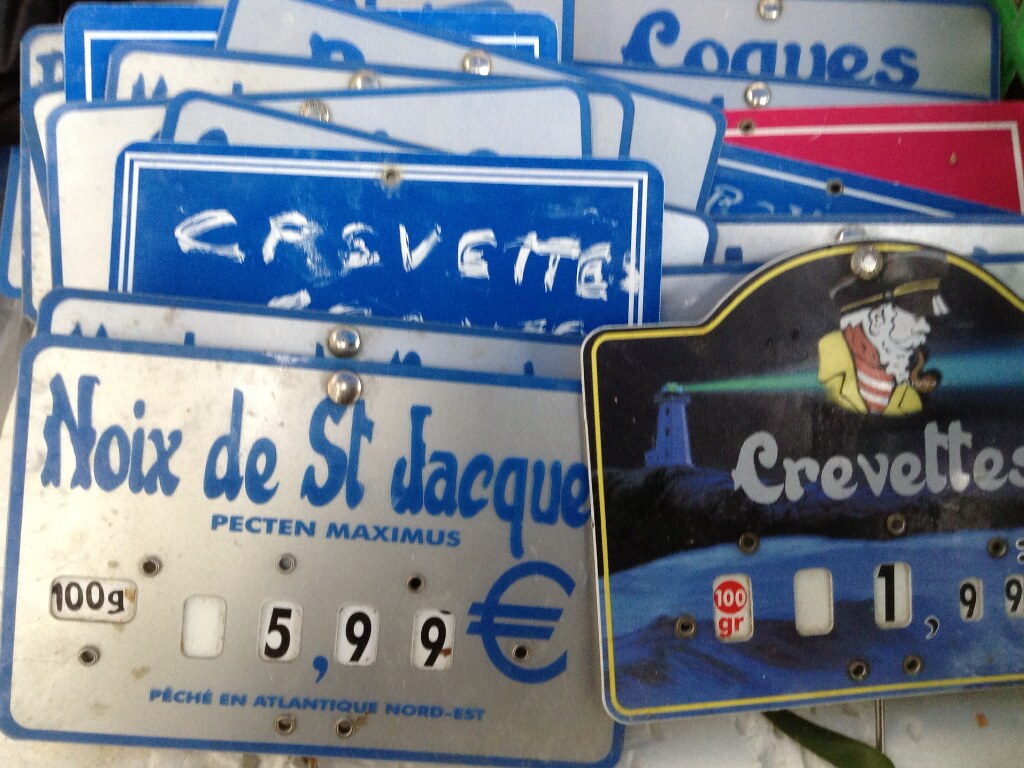 Coques
CREVETTES
Noix de St Jacque
PECTEN MAXIMUS
100g 5,99 €
PÊCHÉ EN ATLANTIQUE NORD-EST
Crevettes
100 gr 1,99